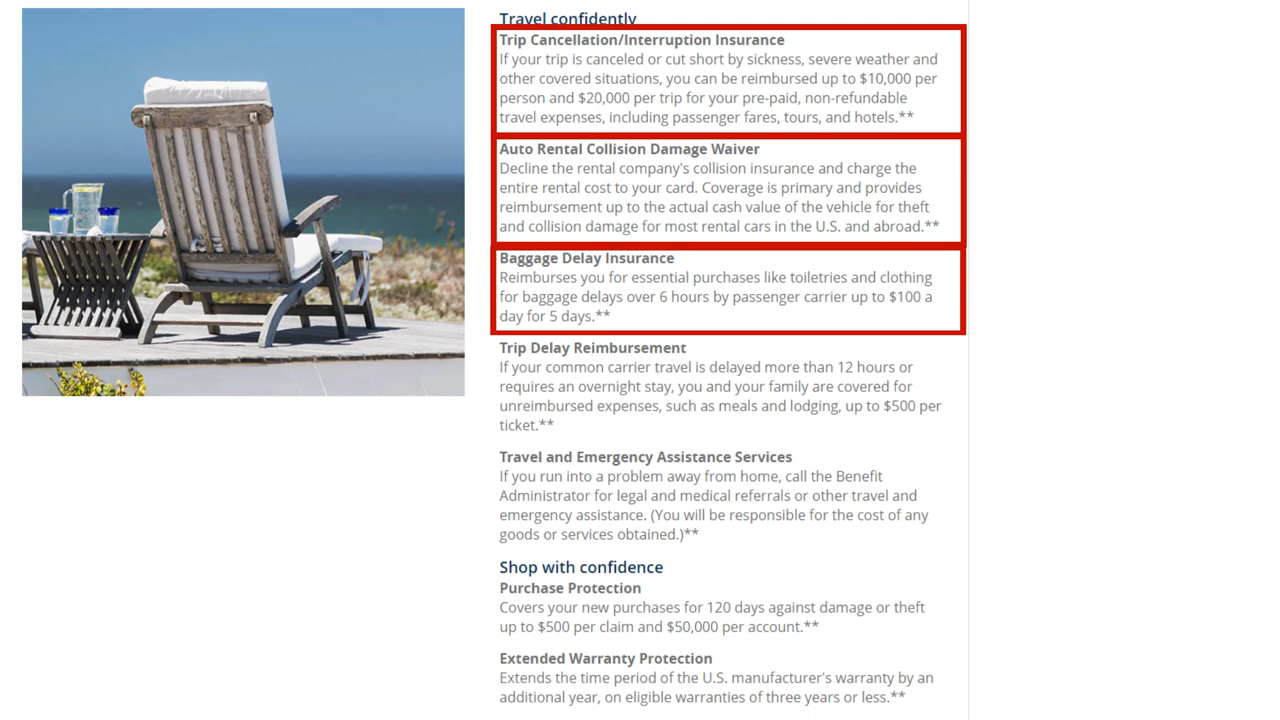 Travel confidently
Trip Cancellation/Interruption Insurance
If your trip is canceled or cut short by sickness, severe weather and
other covered situations, you can be reimbursed up to $10,000 per
person and $20,000 per trip for your pre-paid, non-refundable
travel expenses, including passenger fares, tours, and hotels.**
Auto Rental Collision Damage Waiver
Decline the rental company's collision insurance and charge the
entire rental cost to your card. Coverage is primary and provides
reimbursement up to the actual cash value of the vehicle for theft
and collision damage for most rental cars in the U.S. and abroad.**
Baggage Delay Insurance
Reimburses you for essential purchases like toiletries and clothing
for baggage delays over 6 hours by passenger carrier up to $100 a
day for 5 days.**
Trip Delay Reimbursement
If your common carrier travel is delayed more than 12 hours or
requires an overnight stay, you and your family are covered for
unreimbursed expenses, such as meals and lodging, up to $500 per
ticket.**
Travel and Emergency Assistance Services
If you run into a problem away from home, call the Benefit
Administrator for legal and medical referrals or other travel and
emergency assistance. (You will be responsible for the cost of any
goods or services obtained.)**
Shop with confidence
Purchase Protection
Covers your new purchases for 120 days against damage or theft
up to $500 per claim and $50,000 per account.**
Extended Warranty Protection
Extends the time period of the U.S. manufacturer's warranty by an
additional year, on eligible warranties of three years or less.**